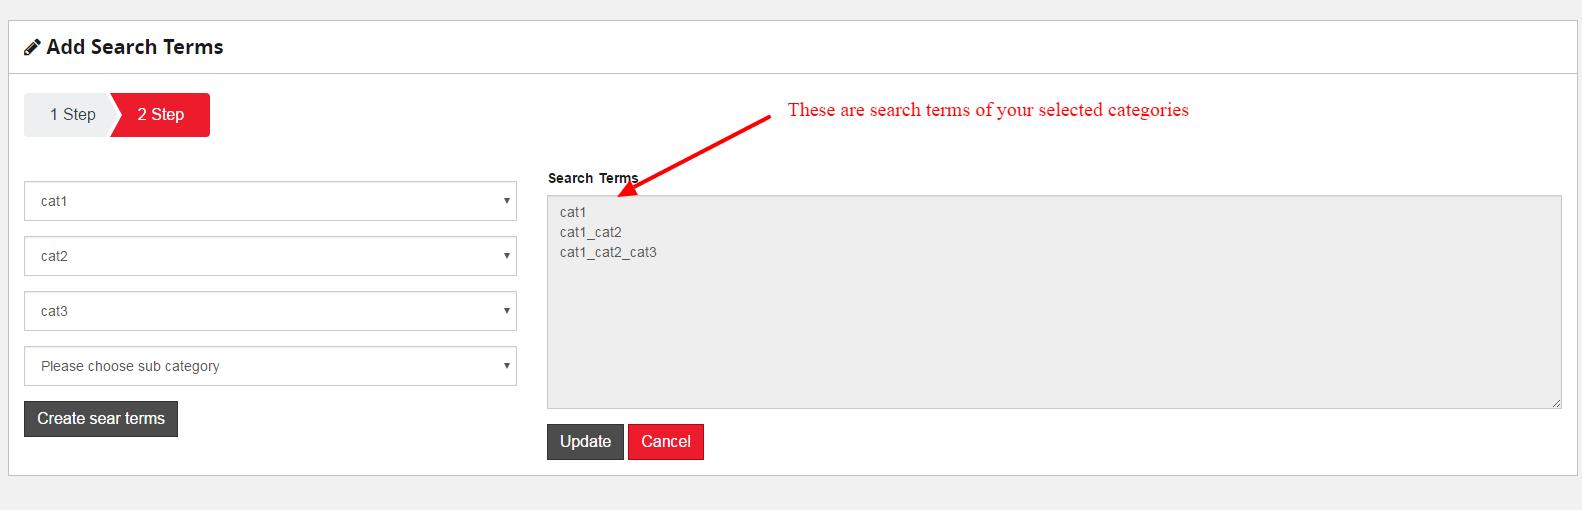 Add Search Terms
1 Step
2 Step
These are search terms of your selected categories
cat1
cat2
cat3
Please choose sub category
Create sear terms
Search Terms
cat1
cat1_cat2
cat1_cat2_cat3
Update
Cancel